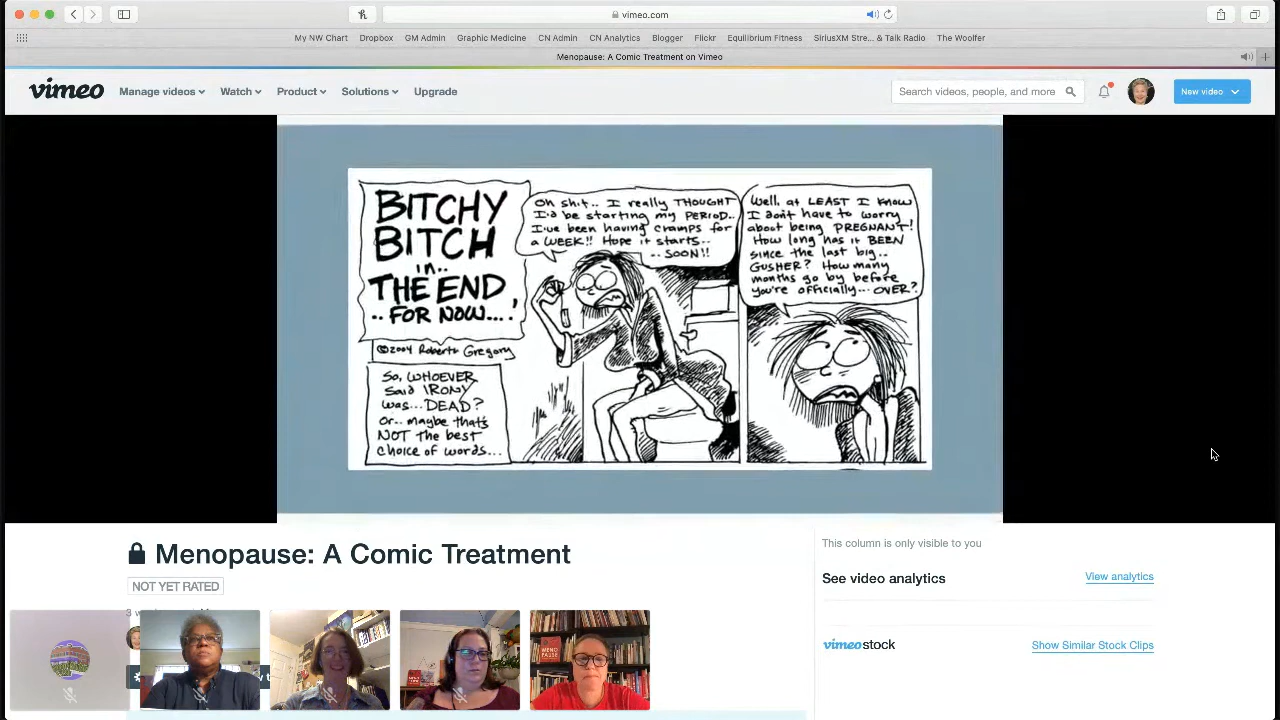 vimeo.com
My NW Chart Dropbox GM Admin Graphic Medicine CN Admin CN Analytics Blogger Flickr Equilibrium Fitness SiriusXM Stre... & Talk Radio The Woolfer
Menopause: A Comic Treatment on Vimeo
vimeo Manage videos Watch Product Solutions Upgrade Search videos, people, and more New video
BITCHY
BITCH
in..
THE END
..FOR NOW....!
©2004 Roberta Gregory
So, WHOEVER
Said IRONY
was...DEAD?
Or.. maybe that's
NOT the best
choice of words...
Oh shit.. I really THOUGHT
I'd be starting my PERIOD..
I've been having cramps for
a WEEK!! Hope it starts..
..SOON!!
Well, at LEAST I KNOW
I don't have to worry
about being PREGNANT!
How long has it BEEN
since the last big..
GUSHER? How many
months go by before
you're officially... OVER?
Menopause: A Comic Treatment
NOT YET RATED
This column is only visible to you
See video analytics View analytics
vimeostock Show Similar Stock Clips
MENO
PAUSE